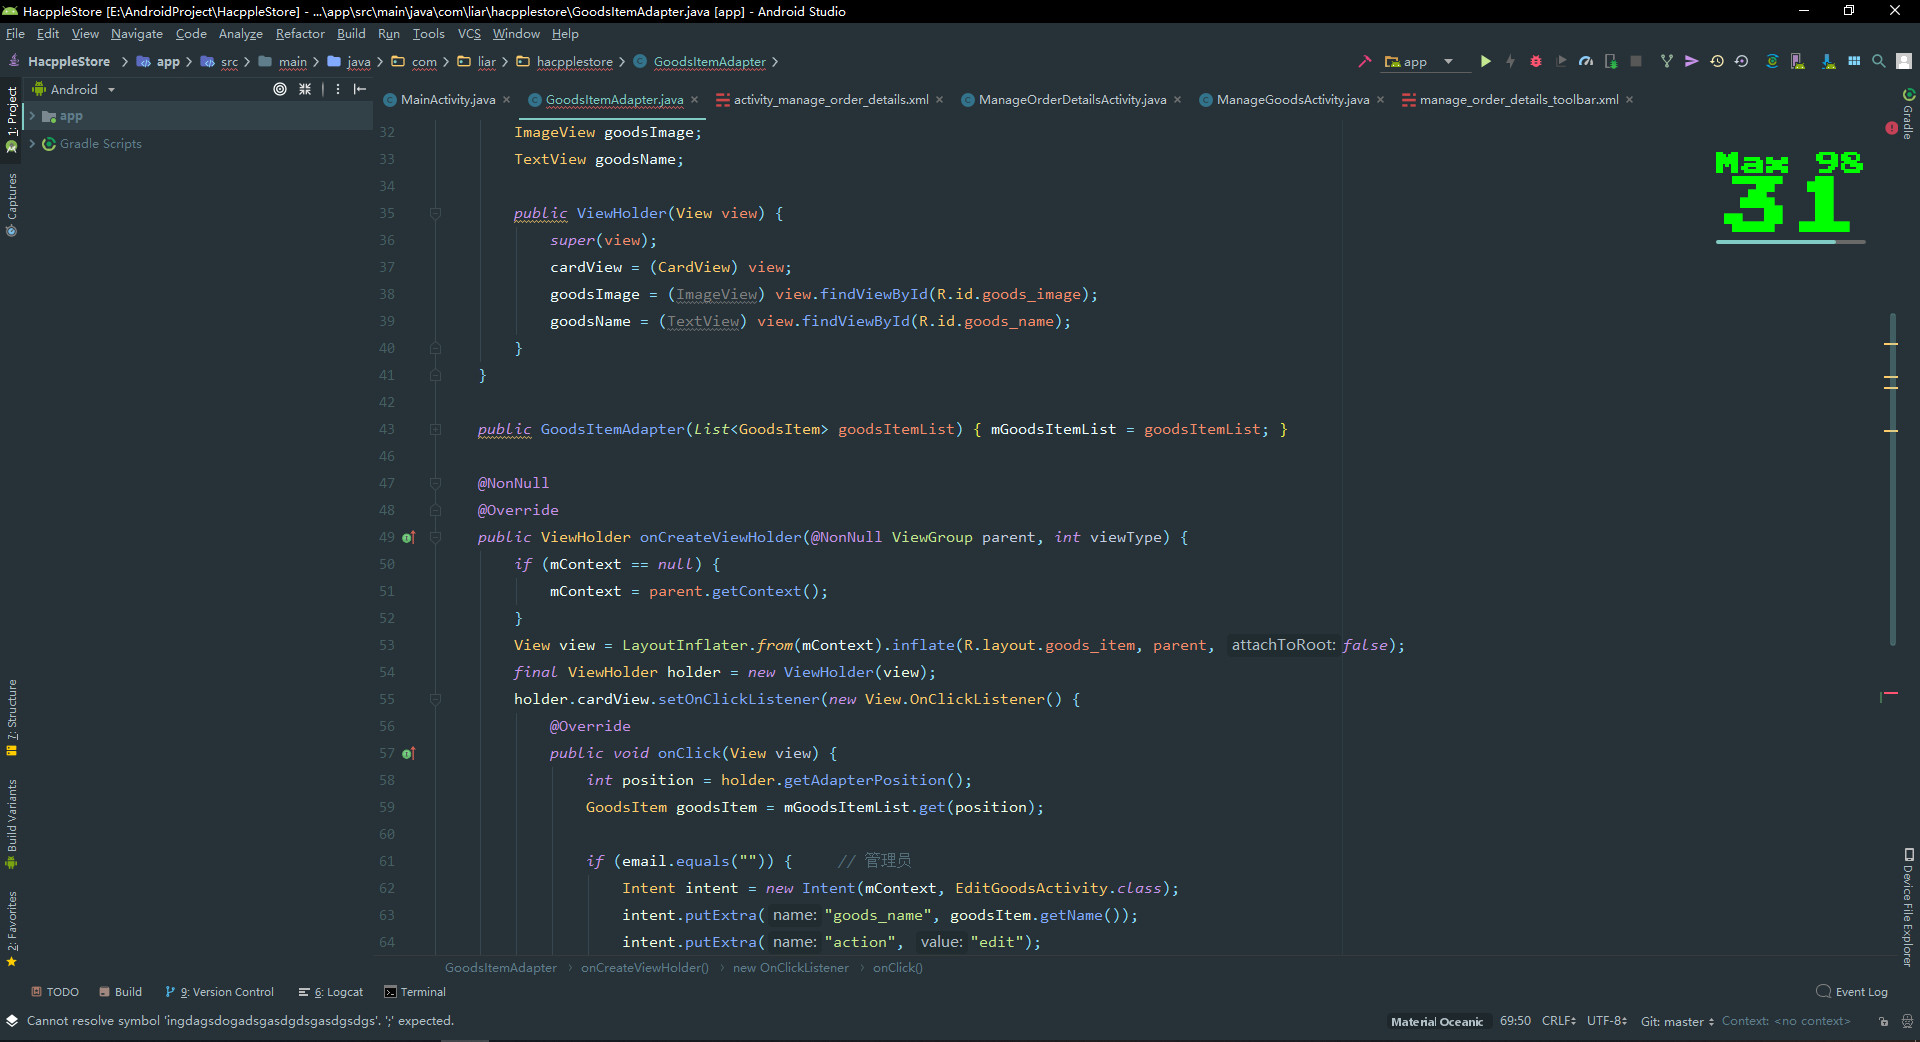 HacppleStore [E:\AndroidProject\HacppleStore] - ...\app\src\main\java\com\liar\hacpplestore\GoodsItemAdapter.java [app] - Android Studio
File Edit View Navigate Code Analyze Refactor Build Run Tools VCS Window Help
HacppleStore app src main java com liar hacpplestore GoodsItemAdapter
app
Android
MainActivity.java GoodsItemAdapter.java activity_manage_order_details.xml ManageOrderDetailsActivity.java ManageGoodsActivity.java manage_order_details_toolbar.xml
app
Gradle Scripts
1: Project
Captures
7: Structure
Build Variants
2: Favorites
Gradle
Device File Explorer
Max 98
31
32 ImageView goodsImage;
33 TextView goodsName;
34
35 public ViewHolder(View view) {
36 super(view);
37 cardView = (CardView) view;
38 goodsImage = (ImageView) view.findViewById(R.id.goods_image);
39 goodsName = (TextView) view.findViewById(R.id.goods_name);
40 }
41 }
42
43 public GoodsItemAdapter(List<GoodsItem> goodsItemList) { mGoodsItemList = goodsItemList; }
46
47 @NonNull
48 @Override
49 public ViewHolder onCreateViewHolder(@NonNull ViewGroup parent, int viewType) {
50 if (mContext == null) {
51 mContext = parent.getContext();
52 }
53 View view = LayoutInflater.from(mContext).inflate(R.layout.goods_item, parent, attachToRoot: false);
54 final ViewHolder holder = new ViewHolder(view);
55 holder.cardView.setOnClickListener(new View.OnClickListener() {
56 @Override
57 public void onClick(View view) {
58 int position = holder.getAdapterPosition();
59 GoodsItem goodsItem = mGoodsItemList.get(position);
60
61 if (email.equals("")) { // 管理员
62 Intent intent = new Intent(mContext, EditGoodsActivity.class);
63 intent.putExtra( name: "goods_name", goodsItem.getName());
64 intent.putExtra( name: "action", value: "edit");
GoodsItemAdapter onCreateViewHolder() new OnClickListener onClick()
TODO Build 9: Version Control 6: Logcat Terminal Event Log
Cannot resolve symbol 'ingdagsdogadsgasdgdsgasdgsdgs'. ';' expected.
Material Oceanic 69:50 CRLF UTF-8 Git: master Context: <no context>